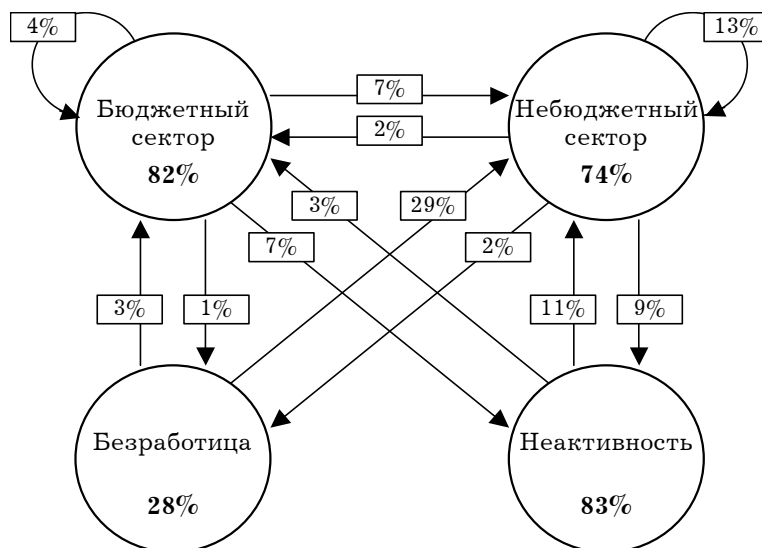 4%
13%
Бюджетный
сектор
82%
7%
2%
Небюджетный
сектор
74%
3%
29%
7%
2%
3%
1%
11%
9%
Безработица
28%
Неактивность
83%